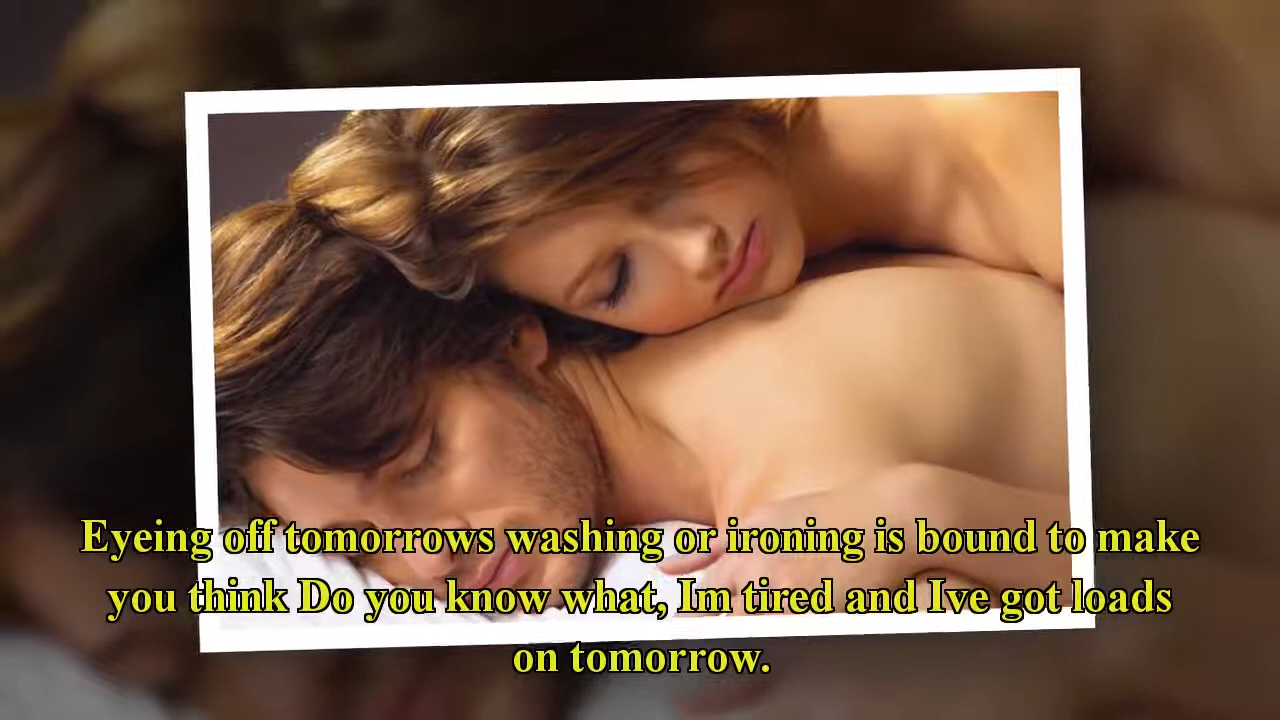 Eyeing off tomorrows washing or ironing is bound to make
you think Do you know what, Im tired and Ive got loads
on tomorrow.